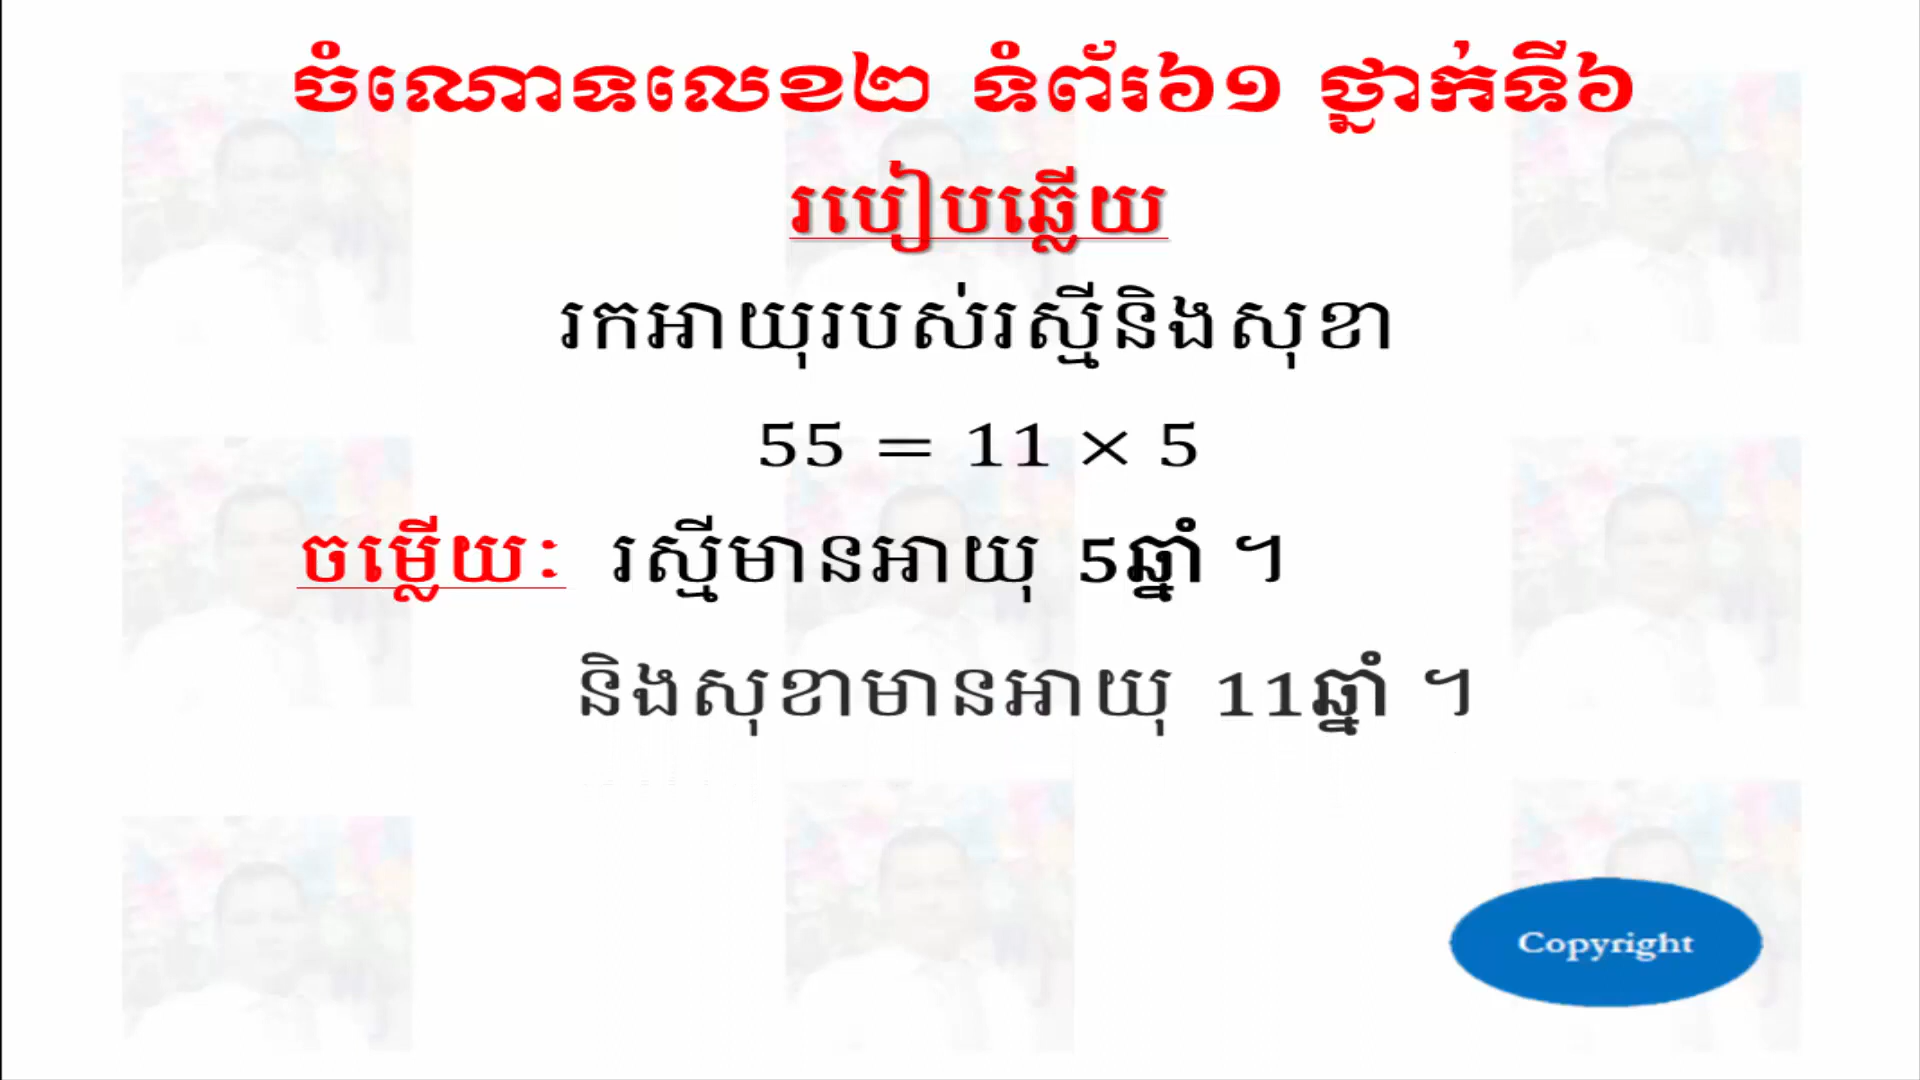 ចំណោទលេខ២ ទំព័រ៦១ ថ្នាក់ទី៦
របៀបឆ្លើយ
រកអាយុរបស់រស្មីនិងសុខា
55 = 11 × 5
ចម្លើយៈ រស្មីមានអាយុ 5ឆ្នាំ ។
និងសុខាមានអាយុ 11ឆ្នាំ ។
Copyright